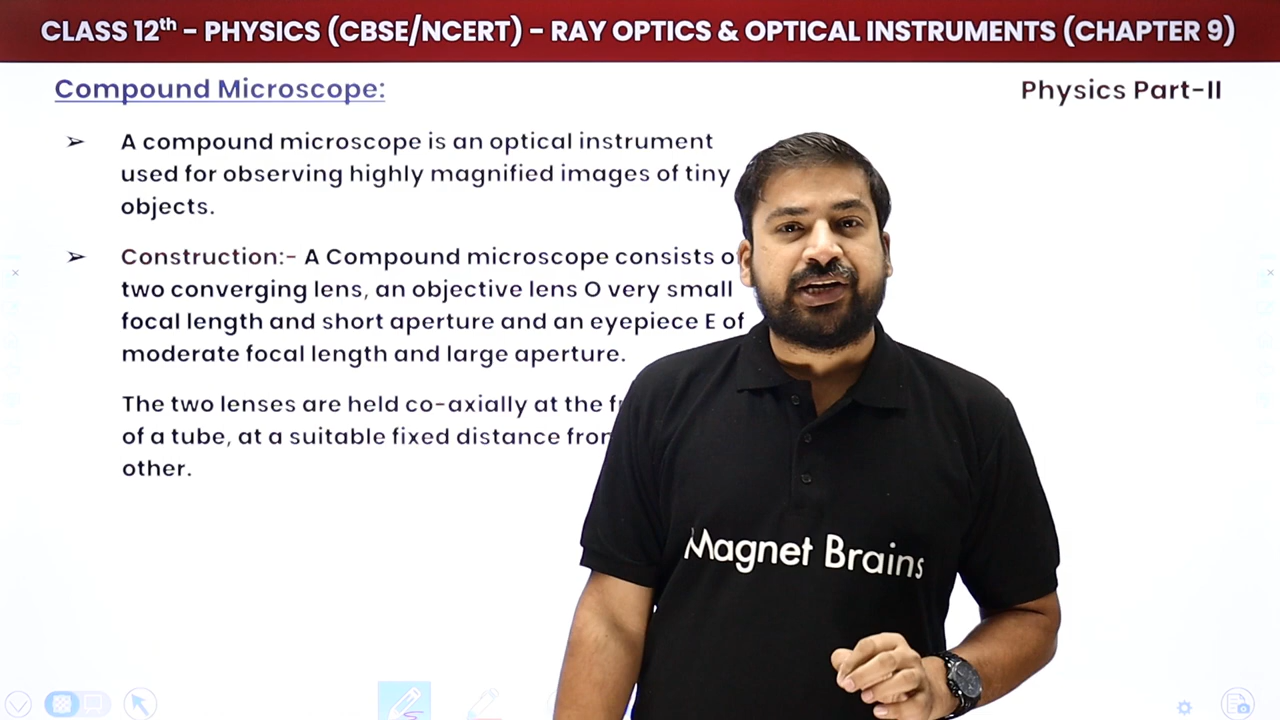 CLASS 12th - PHYSICS (CBSE/NCERT) - RAY OPTICS & OPTICAL INSTRUMENTS (CHAPTER 9)
Compound Microscope:
Physics Part-II
➢ A compound microscope is an optical instrument
used for observing highly magnified images of tiny
objects.
➢ Construction:- A Compound microscope consists
two converging lens, an objective lens O very small
focal length and short aperture and an eyepiece E of
moderate focal length and large aperture.
The two lenses are held co-axially at the
of a tube, at a suitable fixed distance
other.
Magnet Brains